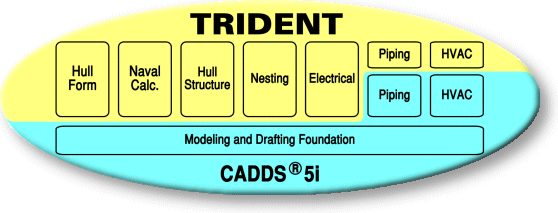 TRIDENT
Hull
Form
Naval
Calc.
Hull
Structure
Nesting
Electrical
Piping
HVAC
Piping
HVAC
Modeling and Drafting Foundation
CADDS® 5i